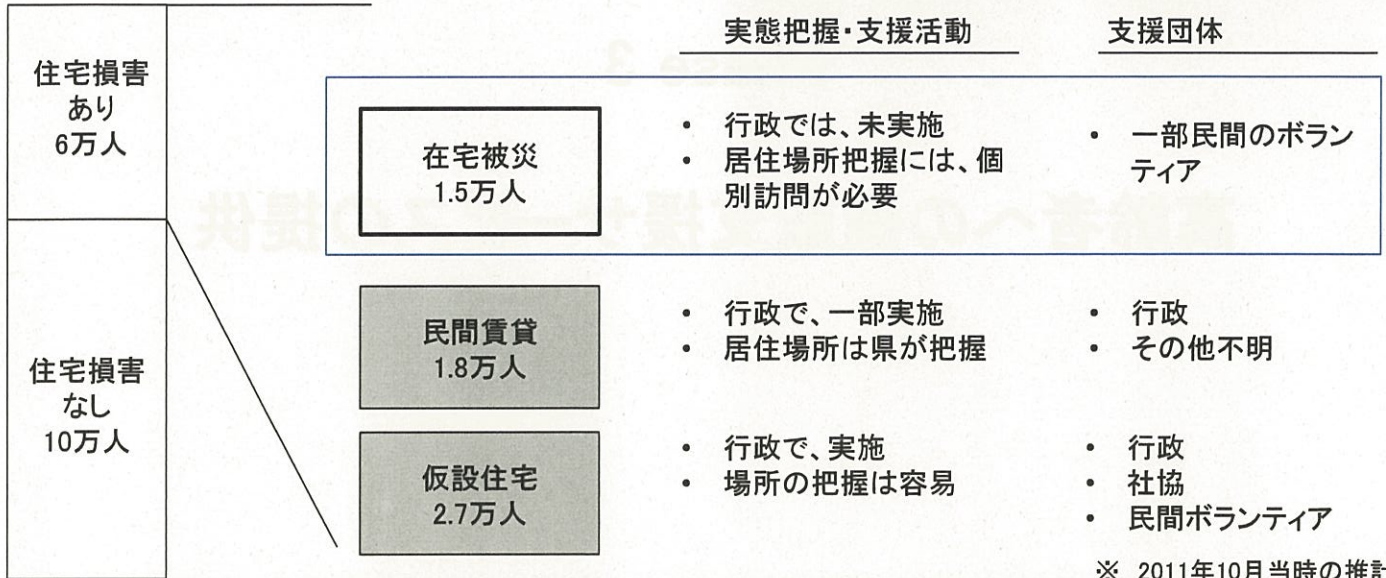 住宅損害
あり
6万人
住宅損害
なし
10万人
実態把握・支援活動
支援団体
在宅被災
1.5万人
・ 行政では、未実施
・ 居住場所把握には、個
別訪問が必要
・ 一部民間のボラン
ティア
民間賃貸
1.8万人
・ 行政で、一部実施
・ 居住場所は県が把握
・ 行政
・ その他不明
仮設住宅
2.7万人
・ 行政で、実施
・ 場所の把握は容易
・ 行政
・ 社協
・ 民間ボランティア
※ 2011年10月当時の推計